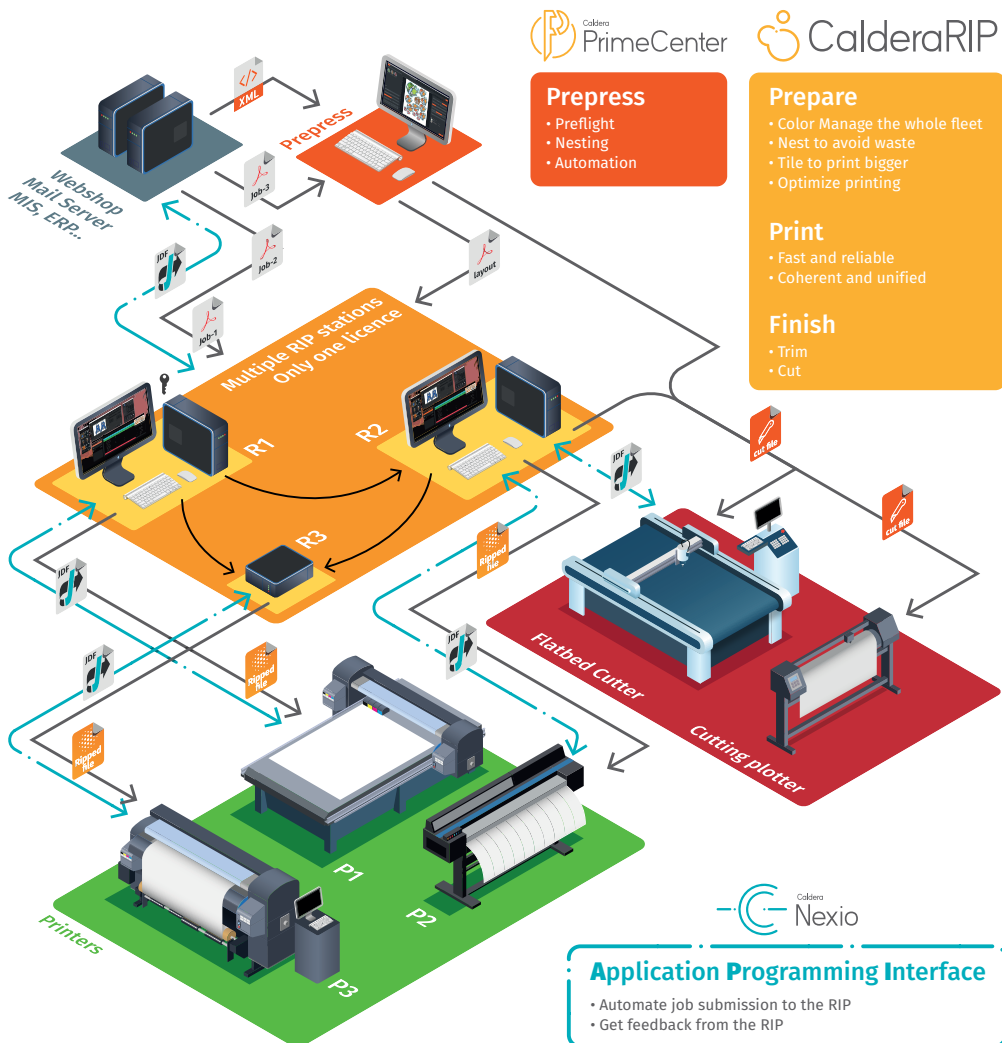 Caldera
PrimeCenter
CalderaRIP
Prepress
• Preflight
• Nesting
• Automation
Prepare
• Color Manage the whole fleet
• Nest to avoid waste
• Tile to print bigger
• Optimize printing
Print
• Fast and reliable
• Coherent and unified
Finish
• Trim
• Cut
</>
XML
Prepress
Webshop
Mail Server
MIS, ERP...
Job-3
JDF
Job-2
layout
Job-1
Multiple RIP stations
Only one licence
AA
R1
AA
R2
R3
cut file
cut file
JDF
Ripped
file
JDF
JDF
Ripped
file
JDF
Ripped
file
Flatbed Cutter
Cutting plotter
P1
P2
P3
Printers
Caldera
Nexio
Application Programming Interface
• Automate job submission to the RIP
• Get feedback from the RIP